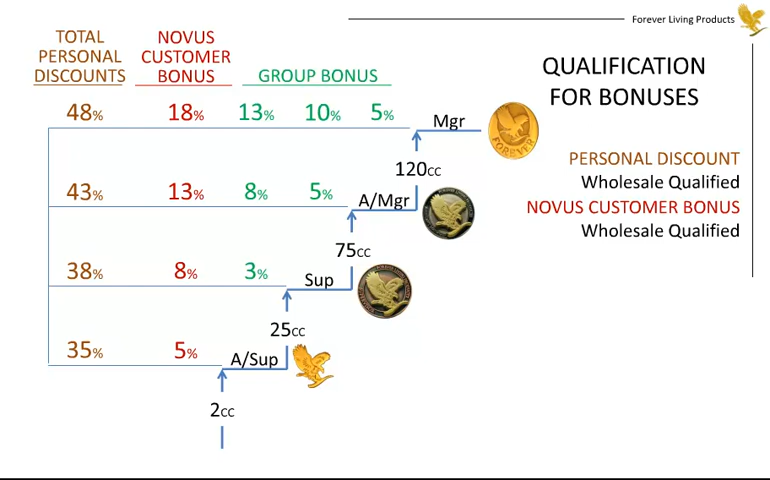 Forever Living Products
TOTAL
PERSONAL
DISCOUNTS
NOVUS
CUSTOMER
BONUS
GROUP BONUS
QUALIFICATION
FOR BONUSES
48% 18% 13% 10% 5%
Mgr
FOREVER
120cc
PERSONAL DISCOUNT
Wholesale Qualified
NOVUS CUSTOMER BONUS
Wholesale Qualified
43% 13% 8% 5%
A/Mgr
75cc
38% 8% 3%
Sup
25cc
35% 5%
A/Sup
2cc